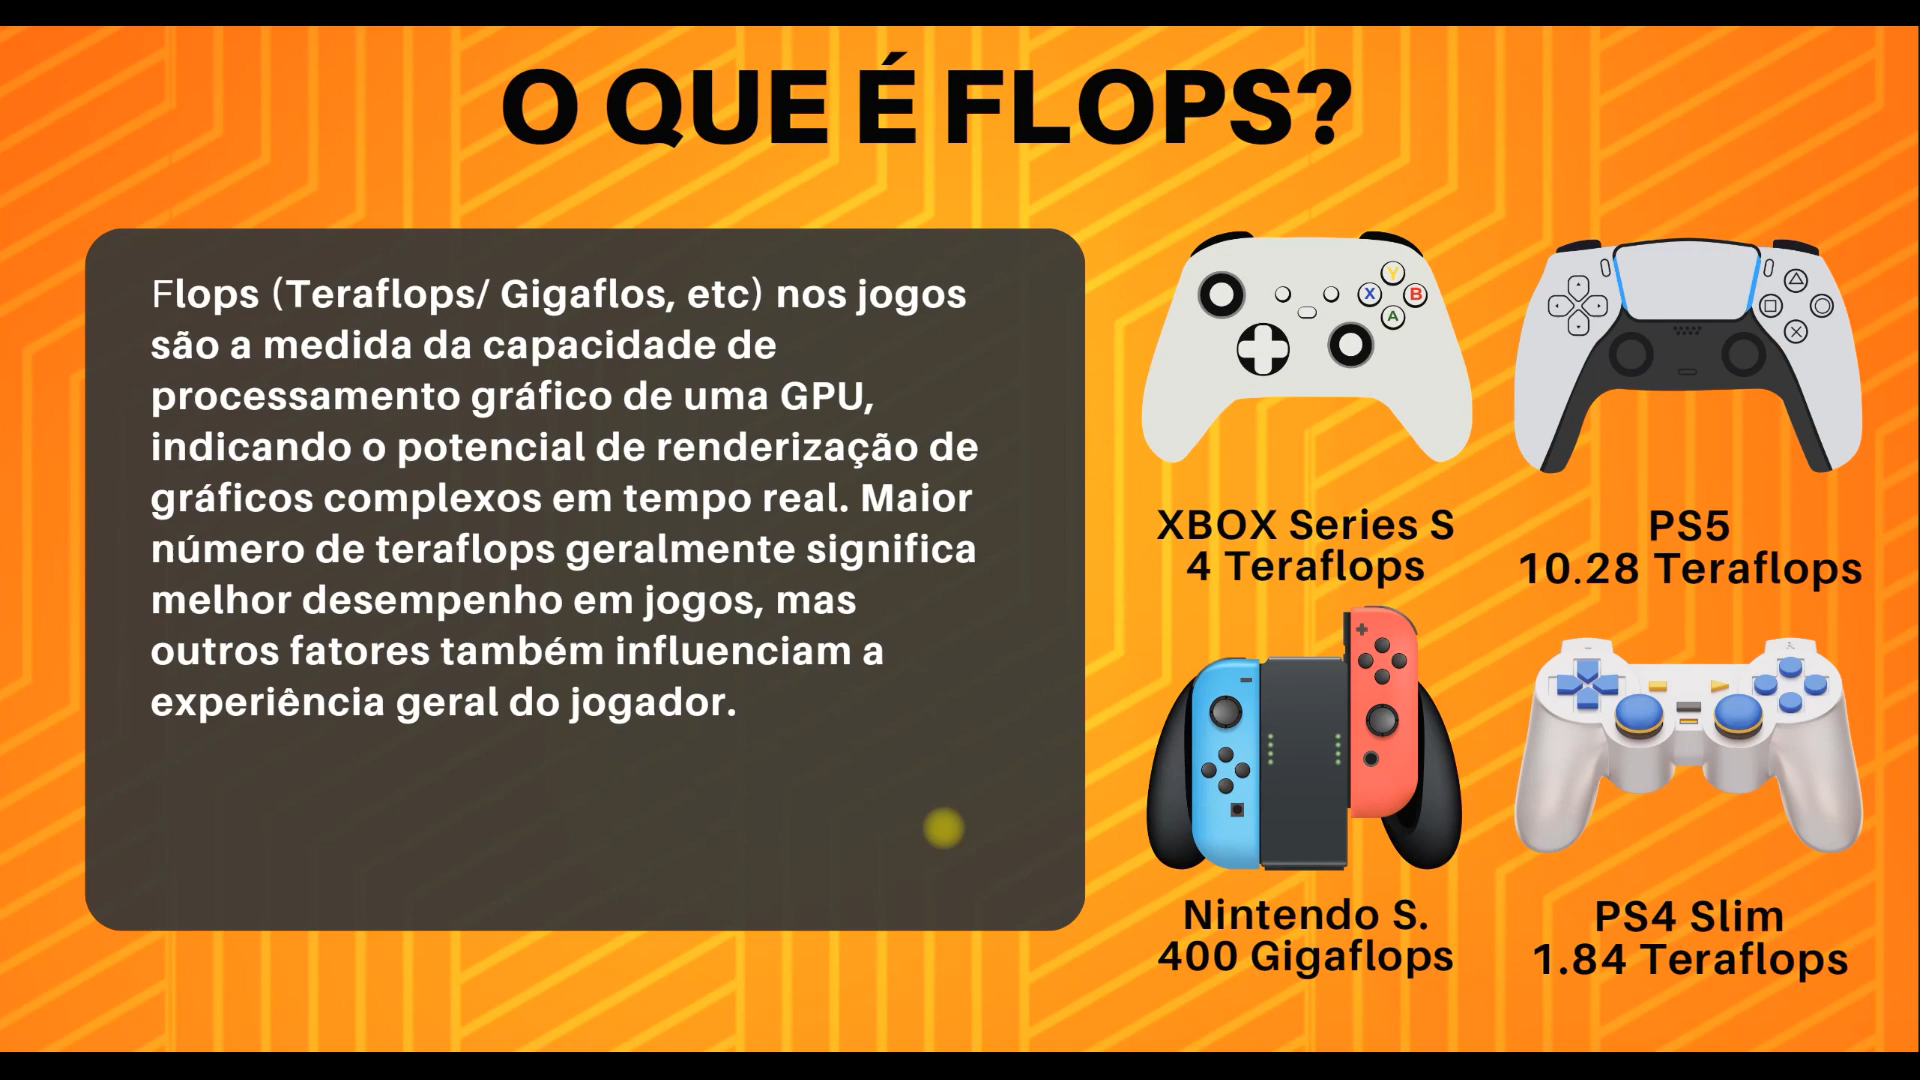 O QUE É FLOPS?
Flops (Teraflops/ Gigaflos, etc) nos jogos
são a medida da capacidade de
processamento gráfico de uma GPU,
indicando o potencial de renderização de
gráficos complexos em tempo real. Maior
número de teraflops geralmente significa
melhor desempenho em jogos, mas
outros fatores também influenciam a
experiência geral do jogador.
Y
X
B
A
XBOX Series S
4 Teraflops
PS5
10.28 Teraflops
Nintendo S.
400 Gigaflops
PS4 Slim
1.84 Teraflops